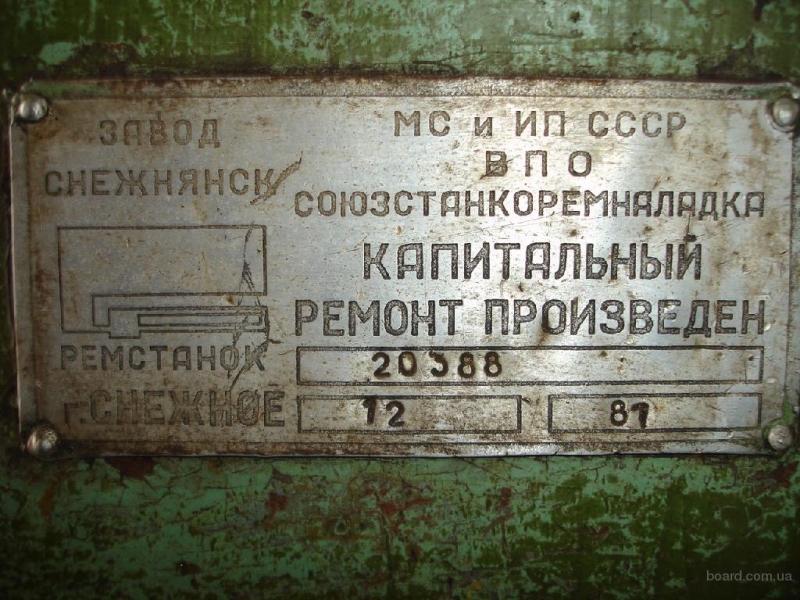 ЗАВОД
СНЕЖНЯНСК
РЕМСТАНОК
Г.СНЕЖНОЕ
МС и ИП СССР
ВПО
СОЮЗСТАНКОРЕМНАЛАДКА
КАПИТАЛЬНЫЙ
РЕМОНТ ПРОИЗВЕДЕН
20388
12 81
board.com.ua